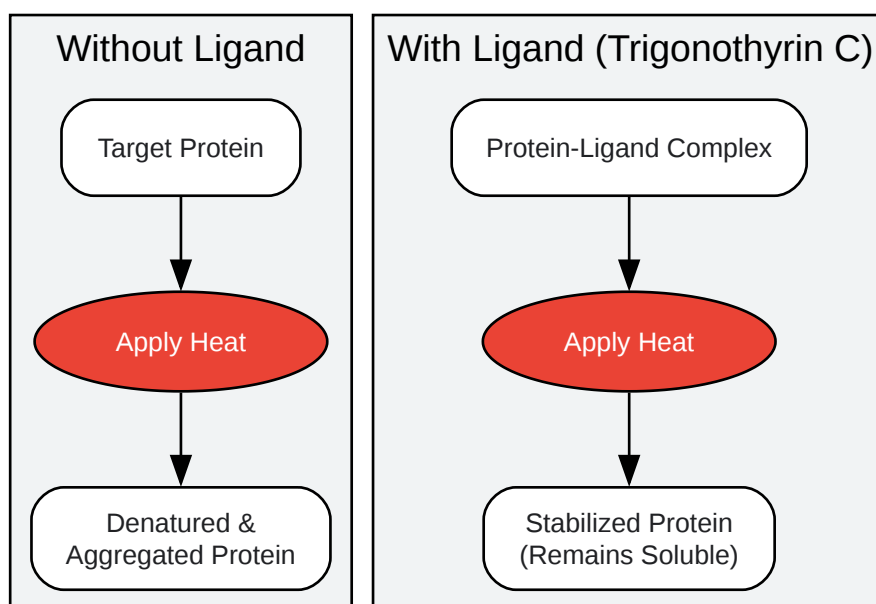 Without Ligand
Target Protein
Apply Heat
Denatured &
Aggregated Protein
With Ligand (Trigonothyrin C)
Protein-Ligand Complex
Apply Heat
Stabilized Protein
(Remains Soluble)